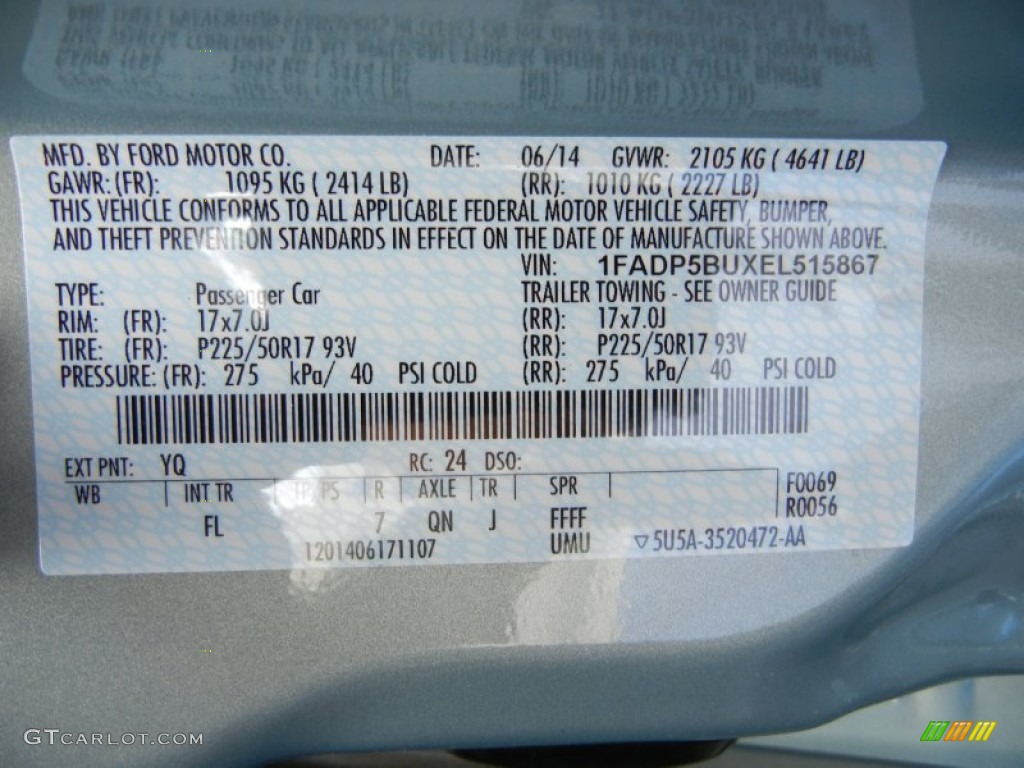 MFD. BY FORD MOTOR CO. DATE: 06/14 GVWR: 2105 KG ( 4641 LB)
GAWR: (FR): 1095 KG ( 2414 LB) (RR): 1010 KG ( 2227 LB)
THIS VEHICLE CONFORMS TO ALL APPLICABLE FEDERAL MOTOR VEHICLE SAFETY, BUMPER,
AND THEFT PREVENTION STANDARDS IN EFFECT ON THE DATE OF MANUFACTURE SHOWN ABOVE.
VIN: 1FADP5BUXEL515867
TYPE: Passenger Car TRAILER TOWING - SEE OWNER GUIDE
RIM: (FR): 17x7.0J (RR): 17x7.0J
TIRE: (FR): P225/50R17 93V (RR): P225/50R17 93V
PRESSURE: (FR): 275 kPa/ 40 PSI COLD (RR): 275 kPa/ 40 PSI COLD
EXT PNT: YQ RC: 24 DSO:
WB INT TR TP/PS R AXLE TR SPR F0069
R0056
FL 7 QN J FFFF
1201406171107 UMU ▽5U5A-3520472-AA
GTCARLOT.COM